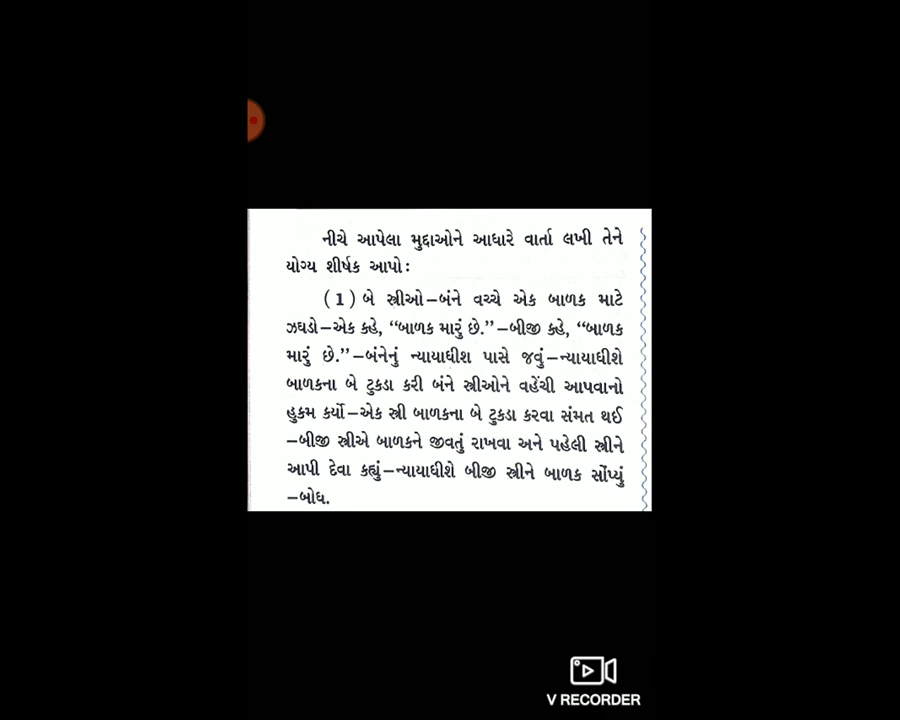 નીચે આપેલા મુદ્દાઓને આધારે વાર્તા લખી તેને
યોગ્ય શીર્ષક આપો:
(1) બે સ્ત્રીઓ–બંને વચ્ચે એક બાળક માટે
ઝઘડો–એક કહે, “બાળક મારું છે.”–બીજી કહે, “બાળક
મારું છે.”–બંનેનું ન્યાયાધીશ પાસે જવું–ન્યાયાધીશે
બાળકના બે ટુકડા કરી બંને સ્ત્રીઓને વહેંચી આપવાનો
હુકમ કર્યો–એક સ્ત્રી બાળકના બે ટુકડા કરવા સંમત થઈ
–બીજી સ્ત્રીએ બાળકને જીવતું રાખવા અને પહેલી સ્ત્રીને
આપી દેવા કહ્યું–ન્યાયાધીશે બીજી સ્ત્રીને બાળક સોંપ્યું
–બોધ.
V RECORDER